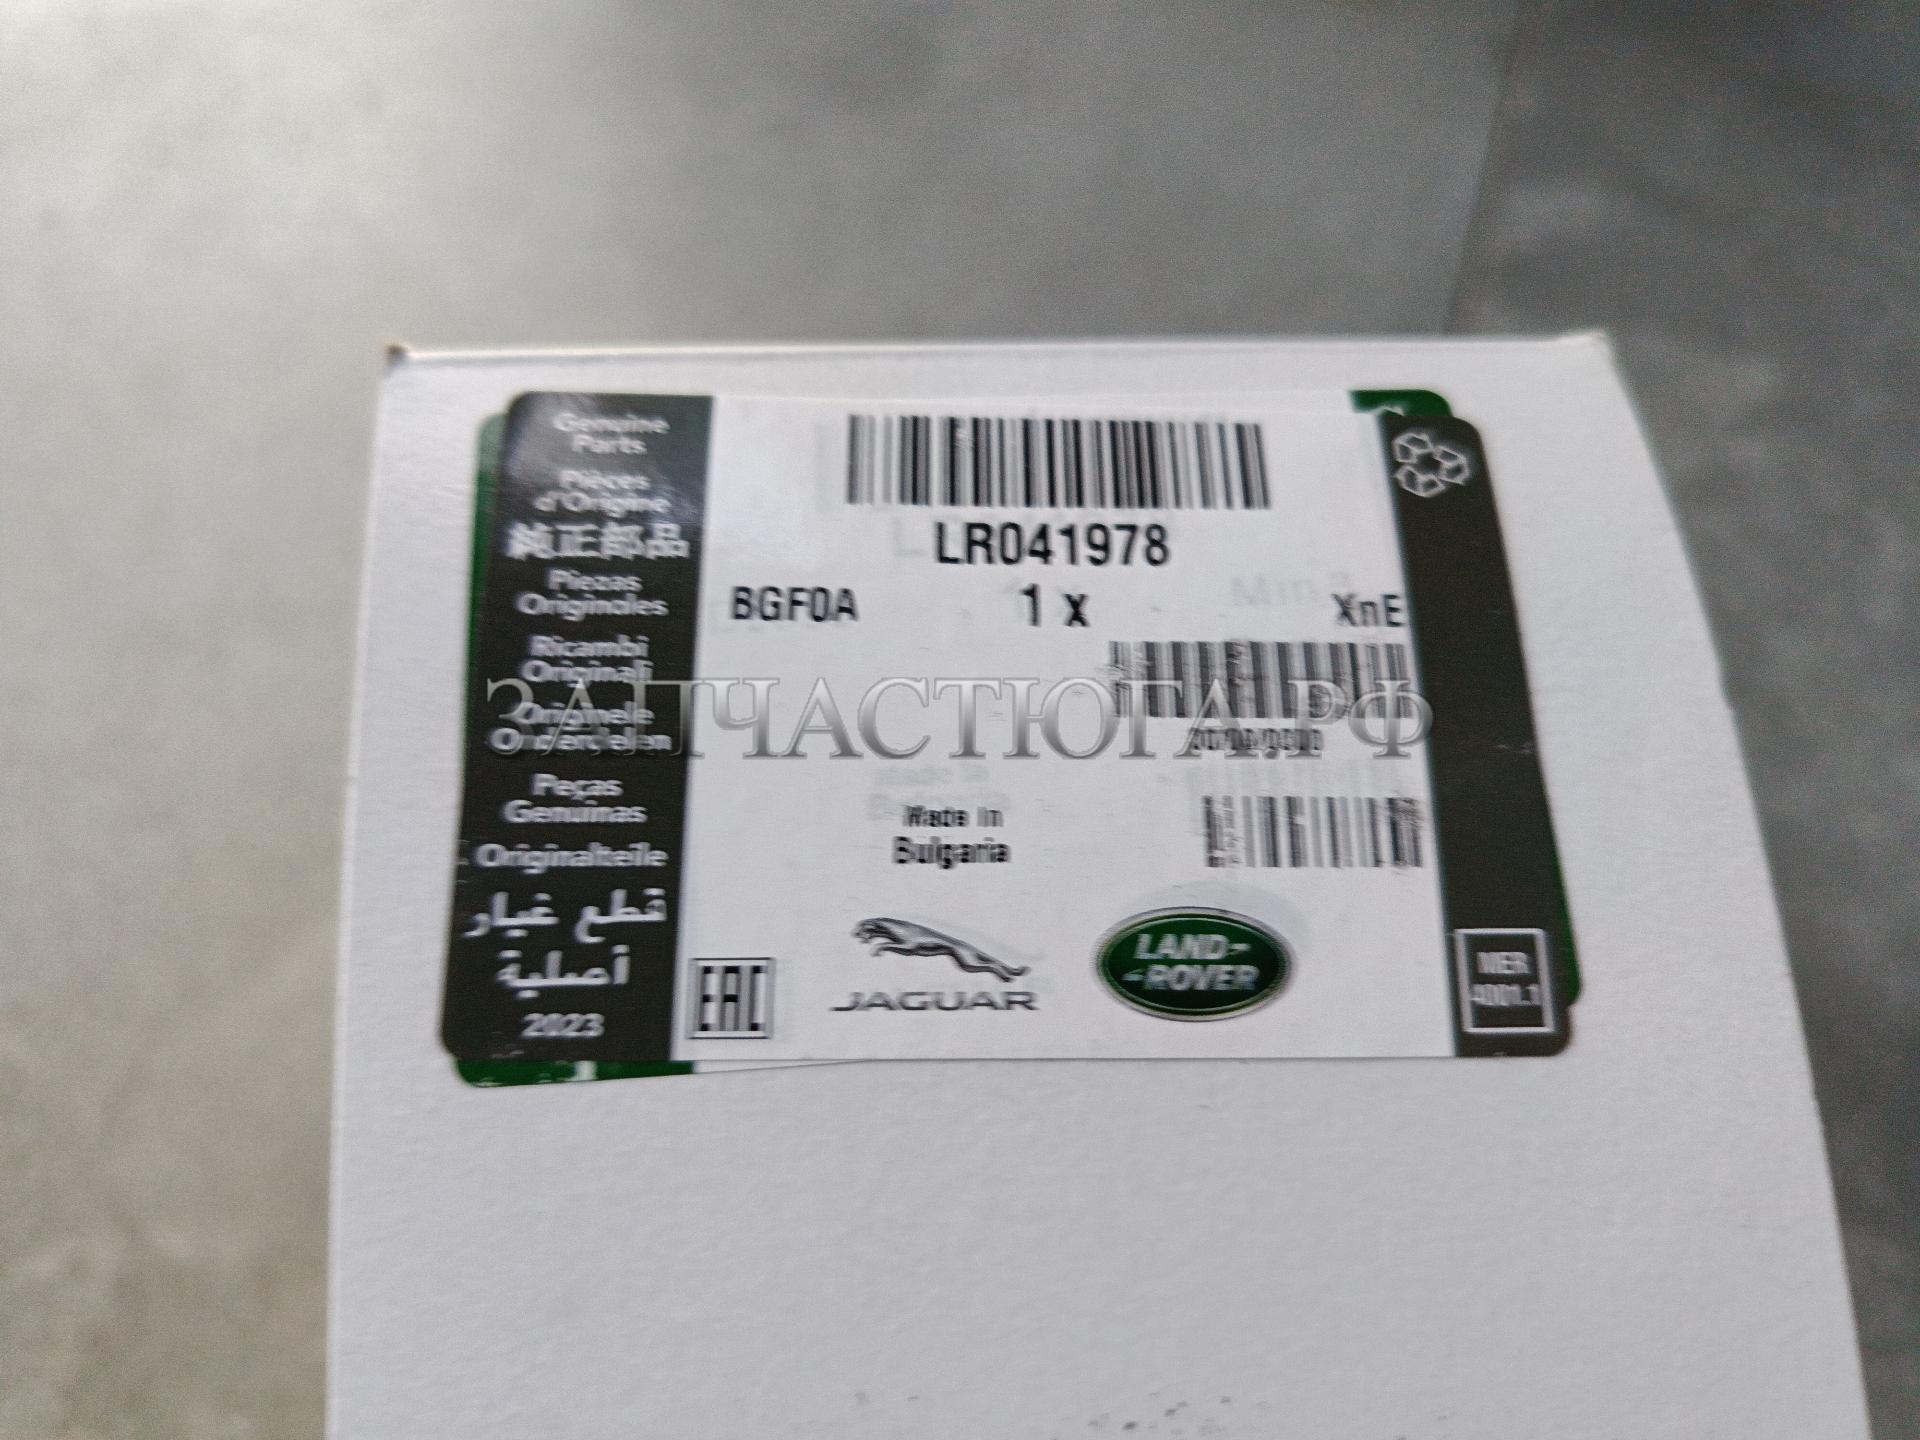 Genuine
Parts
Pièces
d'Origine
純正部品
Piezas
Originales
Ricambi
Originali
Originele
Onderdelen
Peças
Genuínas
Originalteile
قطع غيار
أصلية
2023
LR041978
BGF0A 1 x XnE
ЗАПЧАСТЮГА.РФ
Made in
Bulgaria
EAC
JAGUAR
LAND-
-ROVER
MER
4001.1